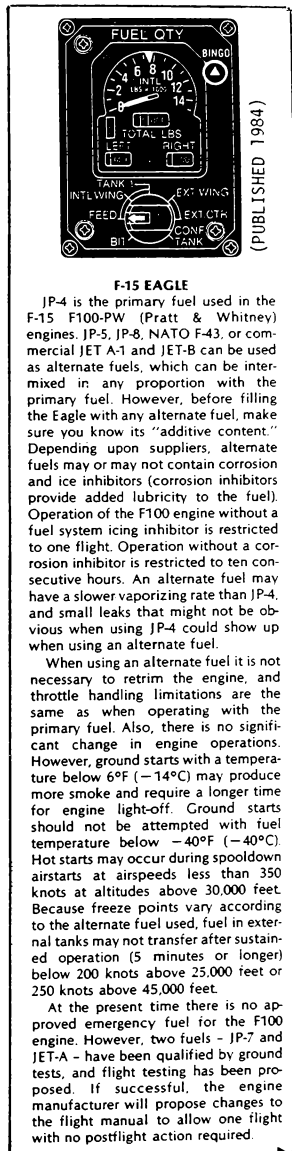 FUEL QTY
BINGO
0 2 4 6 8 10 12 14
INTL
LBS × 1000
TOTAL LBS
LEFT RIGHT
TANK 1
INTL WING EXT WING
FEED EXT CTR
BIT CONF TANK
(PUBLISHED 1984)
F-15 EAGLE
JP-4 is the primary fuel used in the
F-15 F100-PW (Pratt & Whitney)
engines. JP-5, JP-8, NATO F-43, or com-
mercial JET A-1 and JET-B can be used
as alternate fuels, which can be inter-
mixed in any proportion with the
primary fuel. However, before filling
the Eagle with any alternate fuel, make
sure you know its "additive content."
Depending upon suppliers, alternate
fuels may or may not contain corrosion
and ice inhibitors (corrosion inhibitors
provide added lubricity to the fuel).
Operation of the F100 engine without a
fuel system icing inhibitor is restricted
to one flight. Operation without a cor-
rosion inhibitor is restricted to ten con-
secutive hours. An alternate fuel may
have a slower vaporizing rate than JP-4,
and small leaks that might not be ob-
vious when using JP-4 could show up
when using an alternate fuel.
When using an alternate fuel it is not
necessary to retrim the engine, and
throttle handling limitations are the
same as when operating with the
primary fuel. Also, there is no signifi-
cant change in engine operations.
However, ground starts with a tempera-
ture below 6°F (−14°C) may produce
more smoke and require a longer time
for engine light-off. Ground starts
should not be attempted with fuel
temperature below −40°F (−40°C).
Hot starts may occur during spooldown
airstarts at airspeeds less than 350
knots at altitudes above 30,000 feet.
Because freeze points vary according
to the alternate fuel used, fuel in exter-
nal tanks may not transfer after sustain-
ed operation (5 minutes or longer)
below 200 knots above 25,000 feet or
250 knots above 45,000 feet.
At the present time there is no ap-
proved emergency fuel for the F100
engine. However, two fuels - JP-7 and
JET-A - have been qualified by ground
tests, and flight testing has been pro-
posed. If successful, the engine
manufacturer will propose changes to
the flight manual to allow one flight
with no postflight action required.